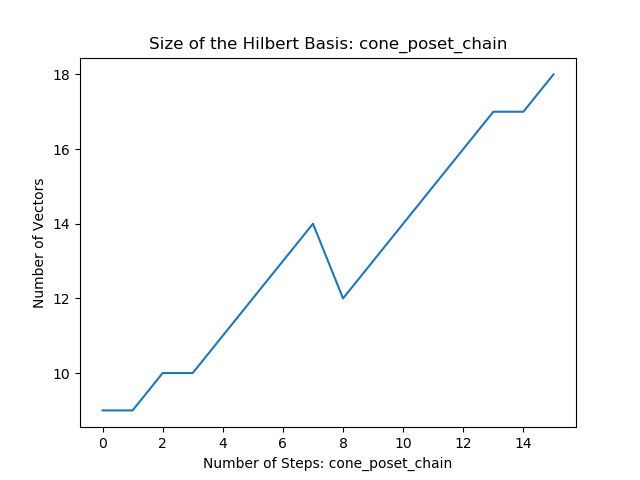 Size of the Hilbert Basis: cone_poset_chain
18
16
14
12
10
Number of Vectors
0 2 4 6 8 10 12 14
Number of Steps: cone_poset_chain